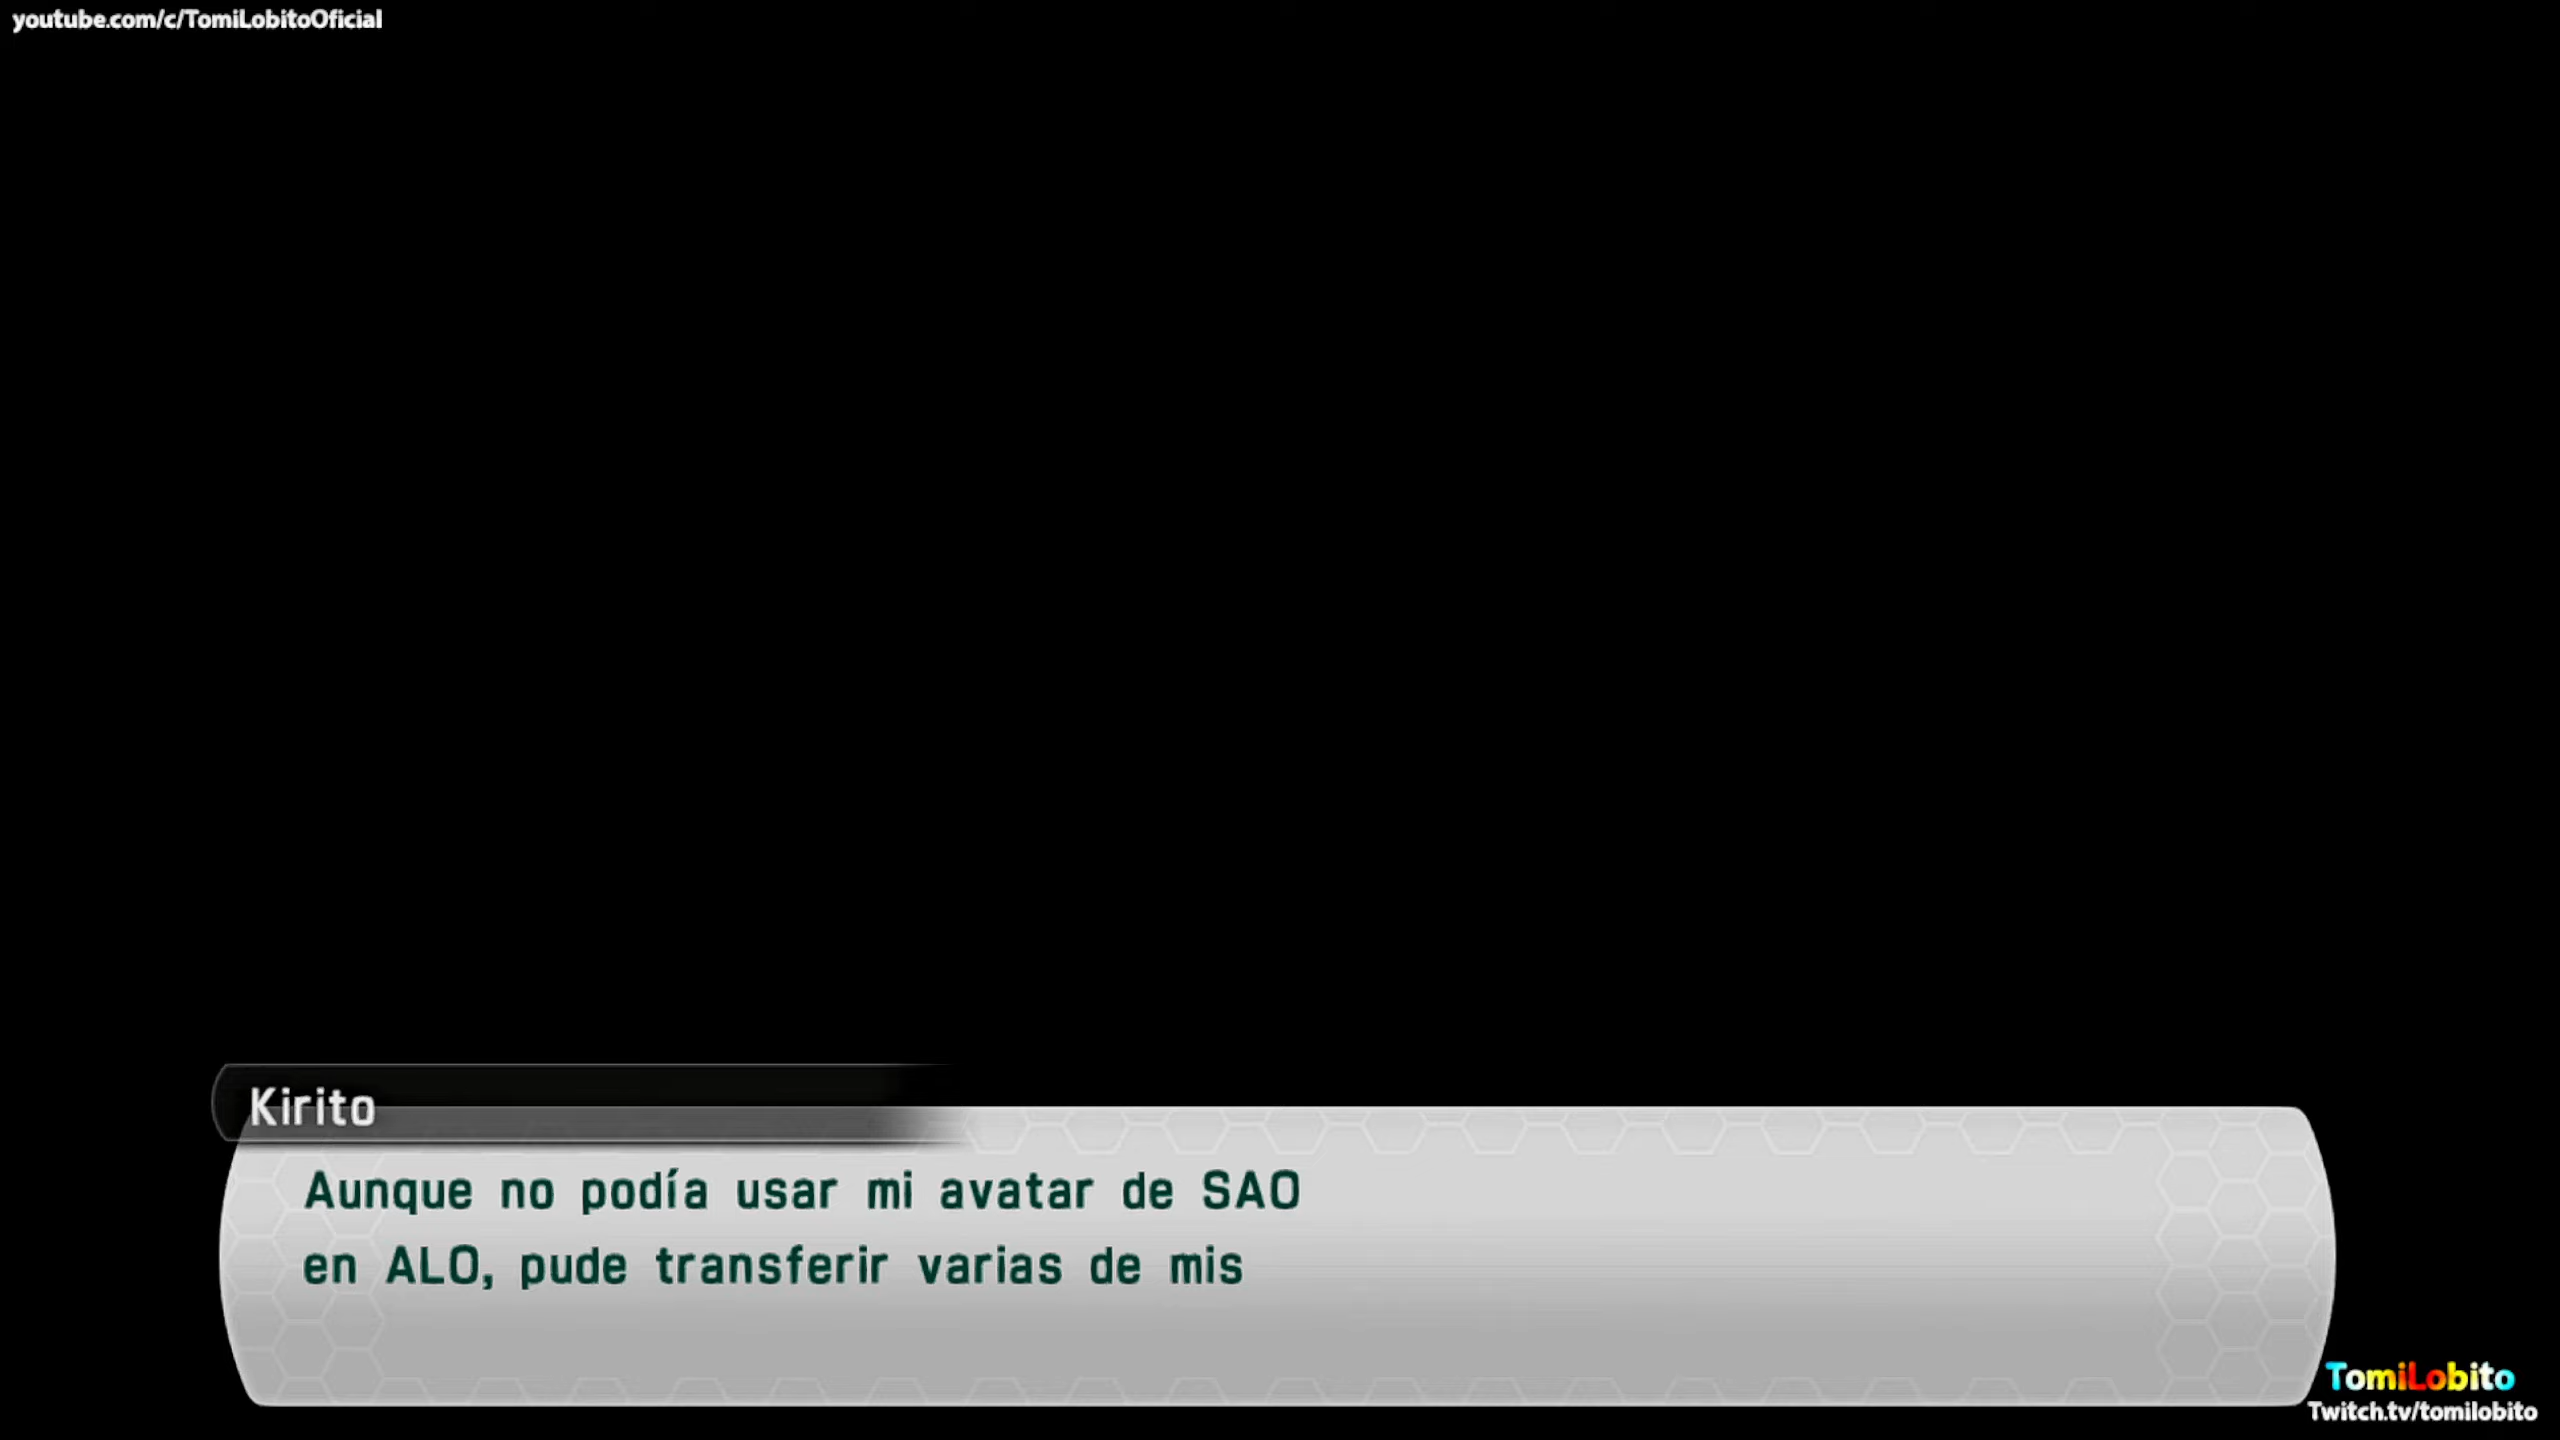 youtube.com/c/TomiLobitoOficial
Kirito
Aunque no podía usar mi avatar de SAO
en ALO, pude transferir varias de mis
TomiLobito
Twitch.tv/tomilobito